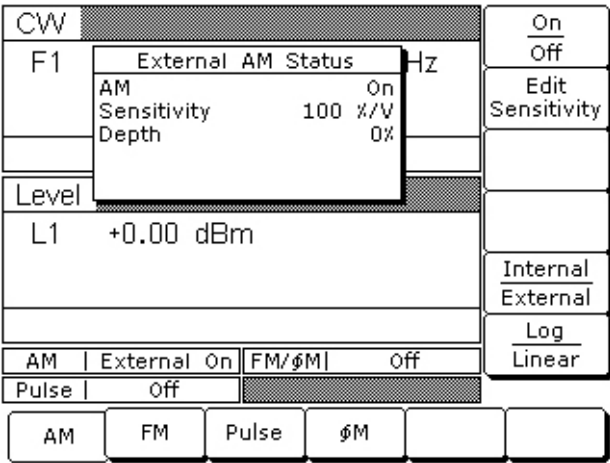 CW
On
Off
F1
Hz
External AM Status
AM On
Sensitivity 100 %/V
Depth 0%
Edit
Sensitivity
Level
L1 +0.00 dBm
Internal
External
Log
Linear
AM | External On
FM/ϕM| Off
Pulse | Off
AM
FM
Pulse
ϕM